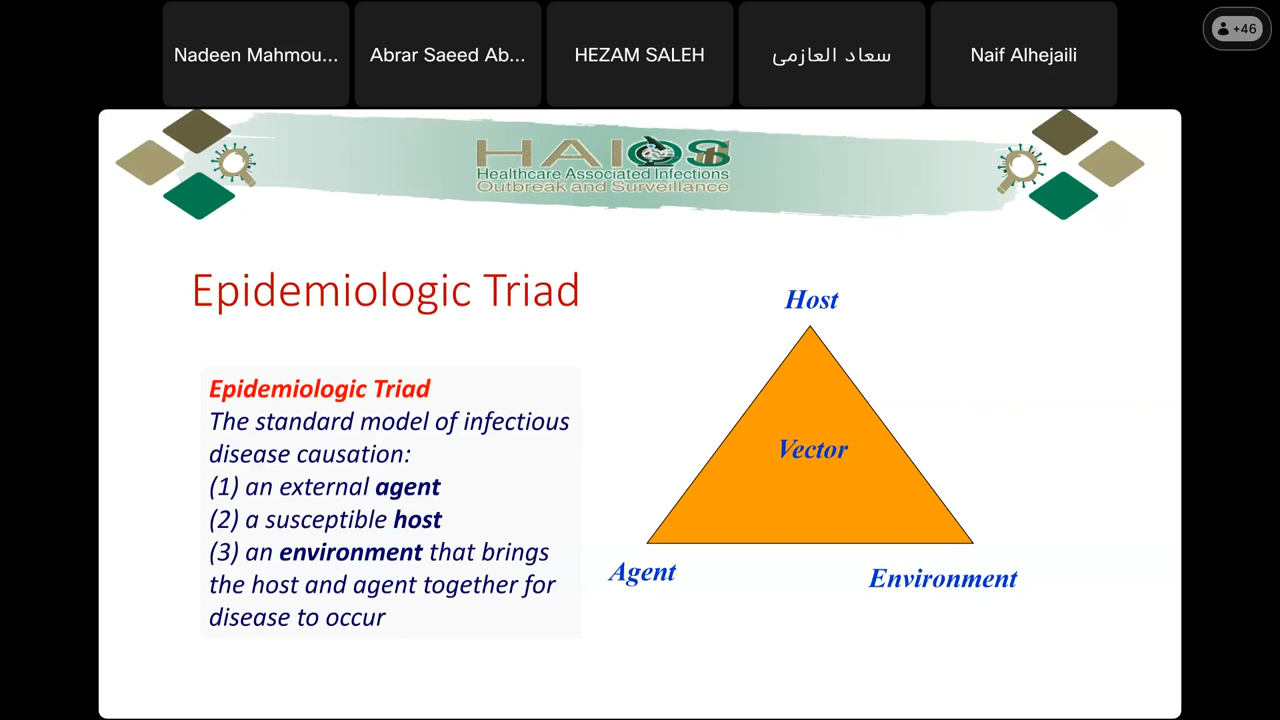 Nadeen Mahmou...
Abrar Saeed Ab...
HEZAM SALEH
سعاد العازمى
Naif Alhejaili
+46
HAIOS
Healthcare Associated Infections
Outbreak and Surveillance
Epidemiologic Triad
Epidemiologic Triad
The standard model of infectious
disease causation:
(1) an external agent
(2) a susceptible host
(3) an environment that brings
the host and agent together for
disease to occur
Host
Vector
Agent
Environment